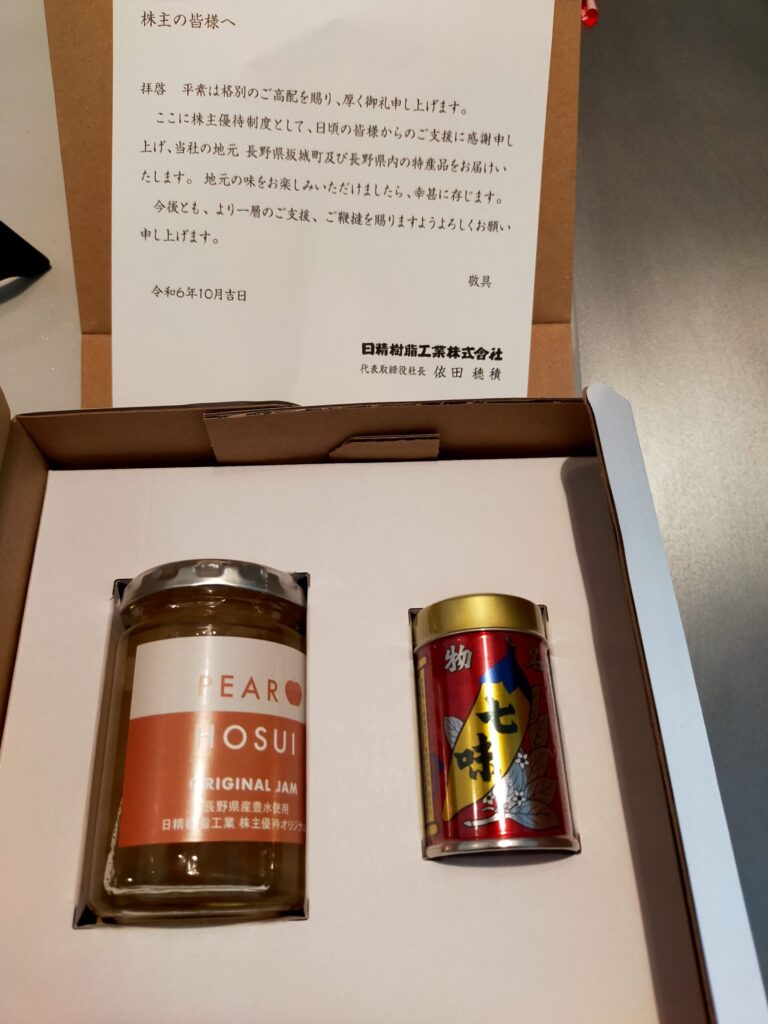 株主の皆様へ
拝啓　平素は格別のご高配を賜り、厚く御礼申し上げます。
ここに株主優待制度として、日頃の皆様からのご支援に感謝申し
上げ、当社の地元 長野県坂城町及び長野県内の特産品をお届けい
たします。 地元の味をお楽しみいただけましたら、幸甚に存じます。
今後とも、より一層のご支援、ご鞭撻を賜りますようよろしくお願い
申し上げます。
敬具
令和6年10月吉日
日精樹脂工業株式会社
代表取締役社長 依田 穂積
PEAR
HOSUI
ORIGINAL JAM
長野県産豊水使用
日精樹脂工業 株主優待オリジナ
物 名
七味